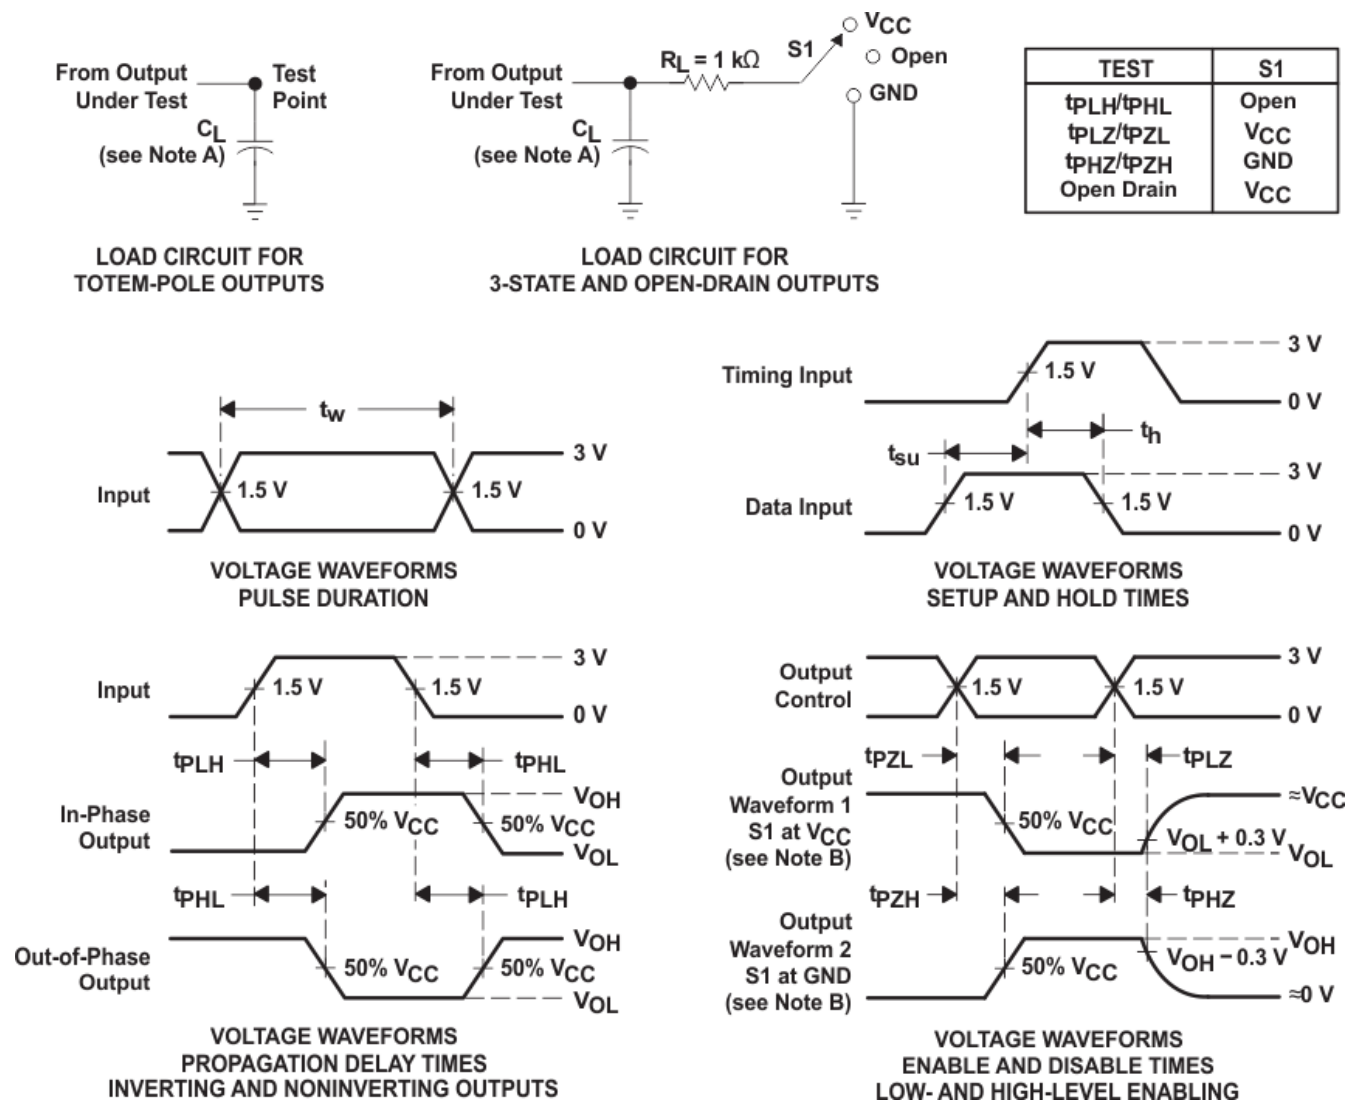 From Output
Under Test
Test
Point
CL
(see Note A)
LOAD CIRCUIT FOR
TOTEM-POLE OUTPUTS
From Output
Under Test
RL = 1 kΩ
S1
VCC
Open
GND
CL
(see Note A)
LOAD CIRCUIT FOR
3-STATE AND OPEN-DRAIN OUTPUTS
TEST S1
tPLH/tPHL Open
tPLZ/tPZL VCC
tPHZ/tPZH GND
Open Drain VCC
tw
Input
1.5 V
1.5 V
3 V
0 V
VOLTAGE WAVEFORMS
PULSE DURATION
Timing Input
1.5 V
3 V
0 V
th
tsu
Data Input
1.5 V
1.5 V
3 V
0 V
VOLTAGE WAVEFORMS
SETUP AND HOLD TIMES
Input
1.5 V
1.5 V
3 V
0 V
tPLH
tPHL
In-Phase
Output
50% VCC
50% VCC
VOH
VOL
tPHL
tPLH
Out-of-Phase
Output
50% VCC
50% VCC
VOH
VOL
VOLTAGE WAVEFORMS
PROPAGATION DELAY TIMES
INVERTING AND NONINVERTING OUTPUTS
Output
Control
1.5 V
1.5 V
3 V
0 V
tPZL
tPLZ
Output
Waveform 1
S1 at VCC
(see Note B)
50% VCC
VOL + 0.3 V
≈VCC
VOL
tPZH
tPHZ
Output
Waveform 2
S1 at GND
(see Note B)
50% VCC
VOH − 0.3 V
VOH
≈0 V
VOLTAGE WAVEFORMS
ENABLE AND DISABLE TIMES
LOW- AND HIGH-LEVEL ENABLING